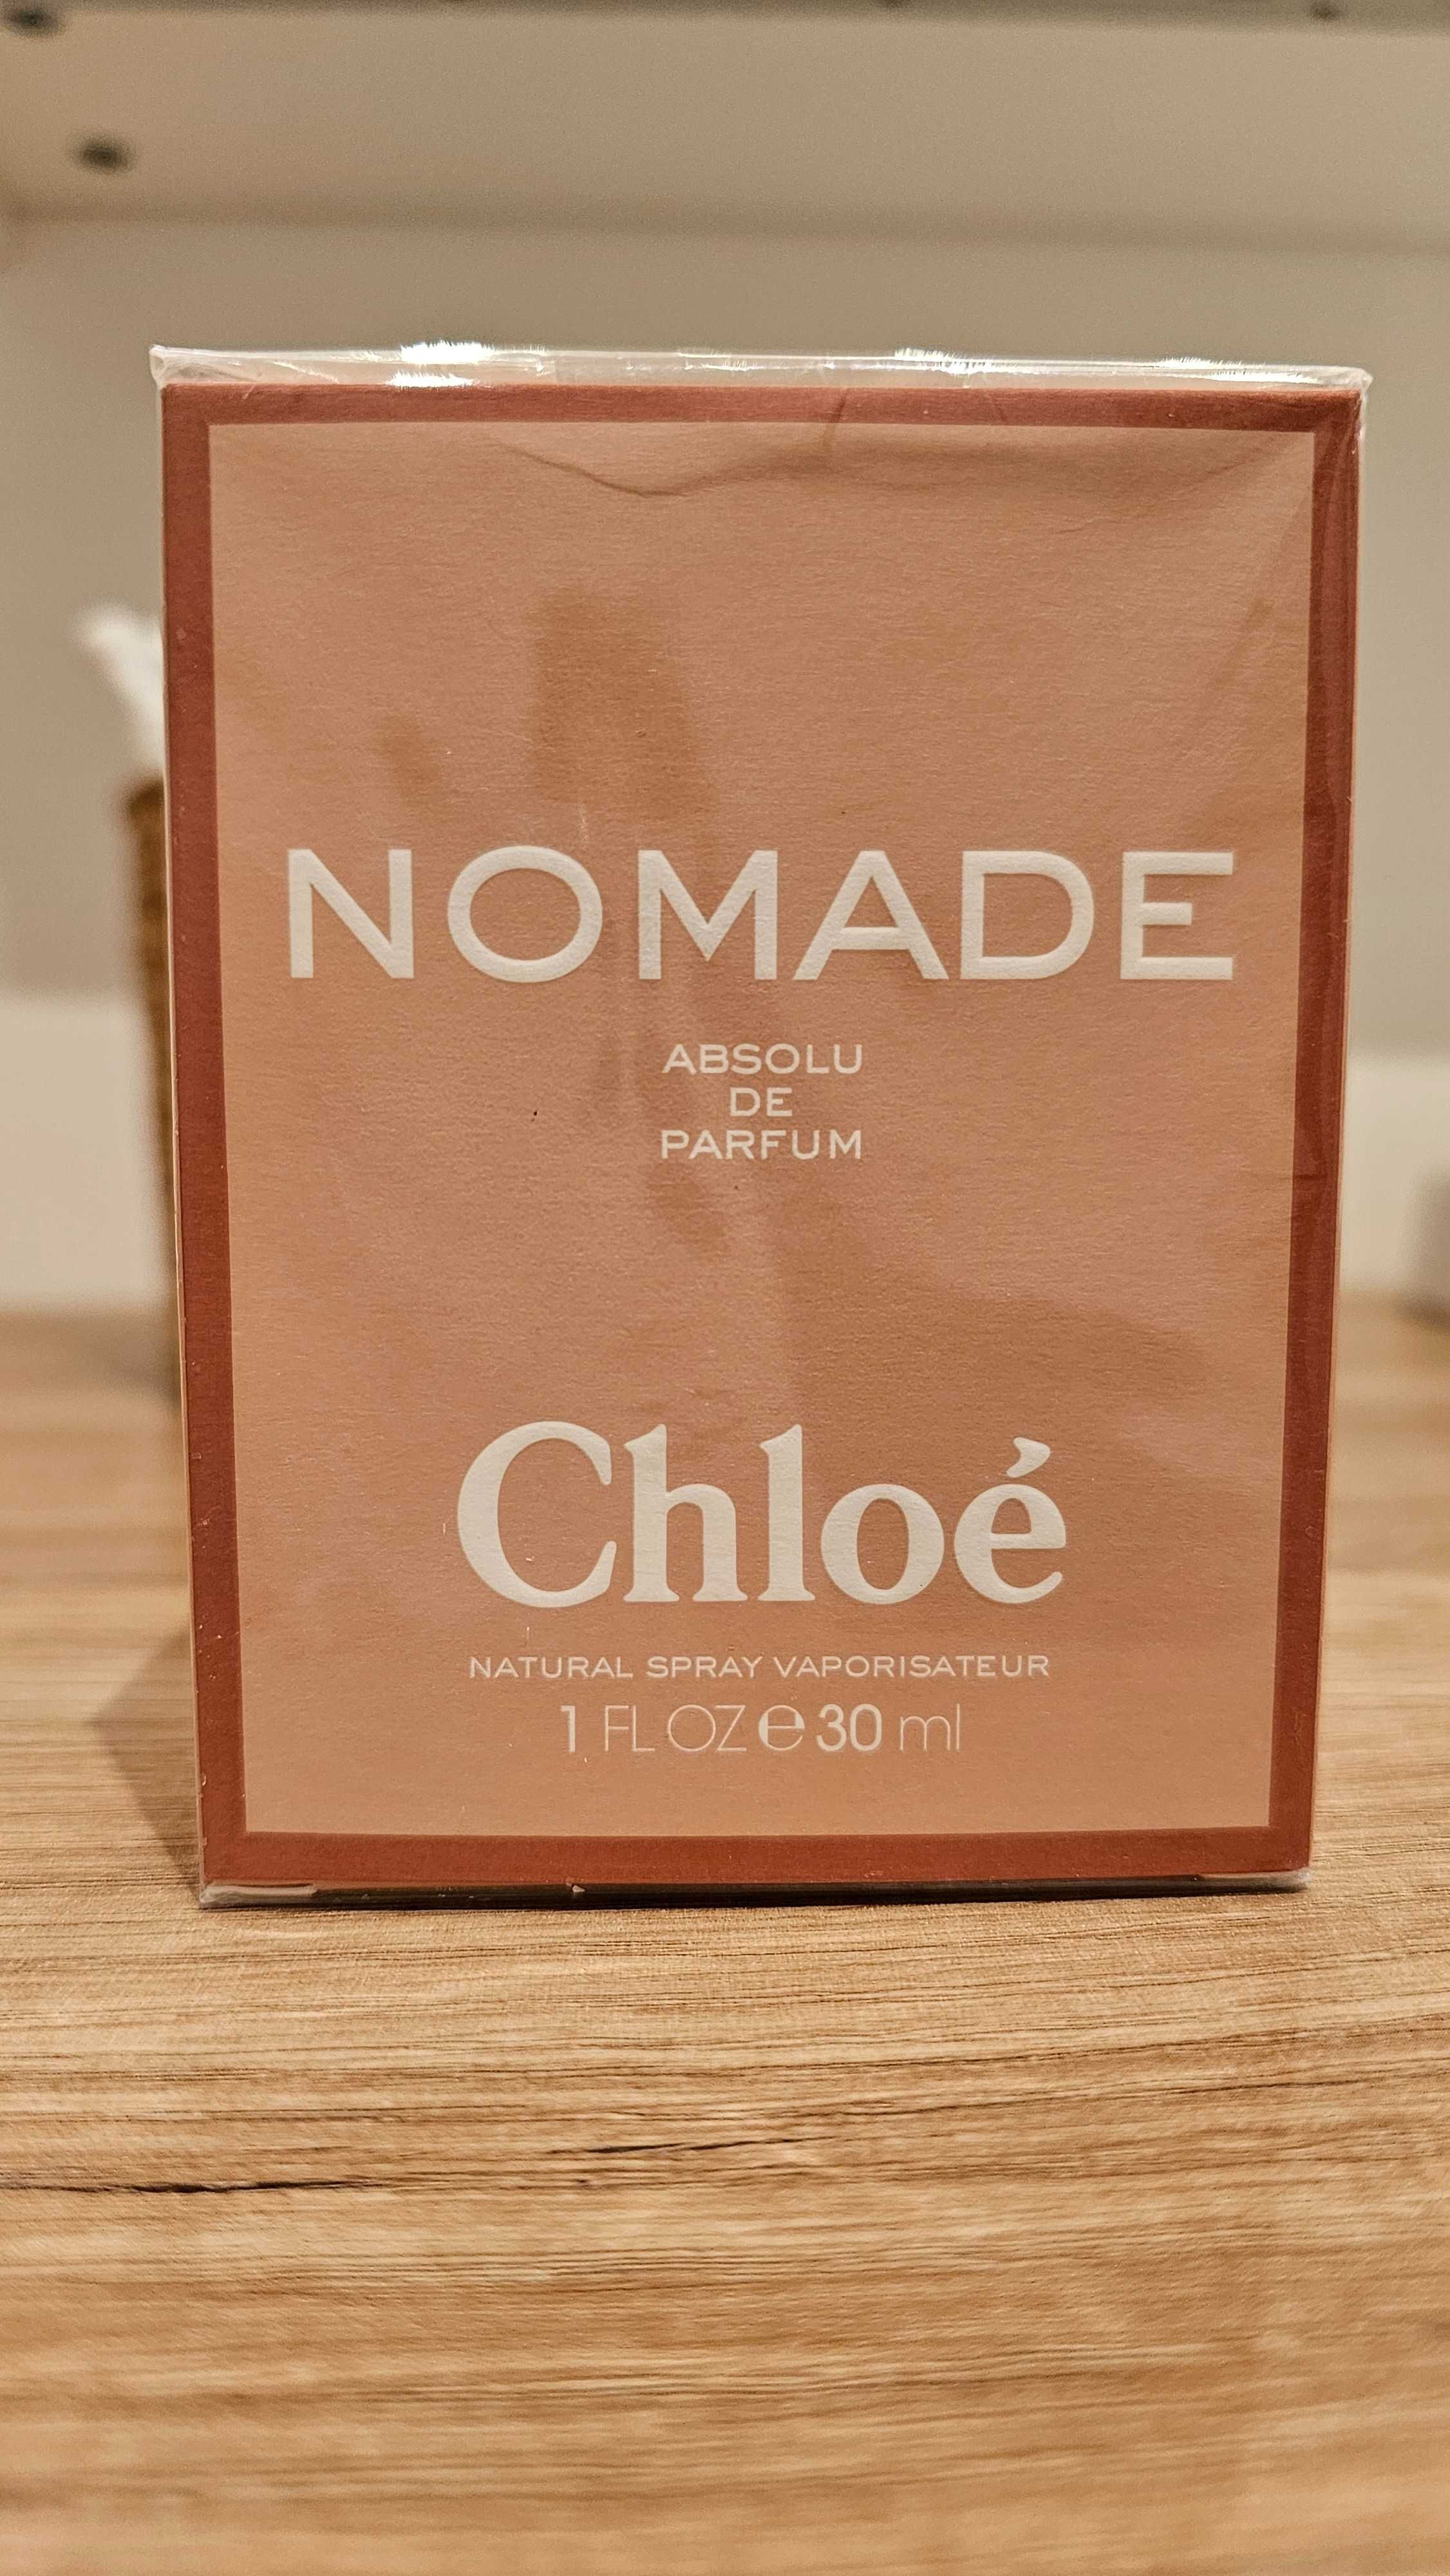 NOMADE
ABSOLU
DE
PARFUM
Chloé
NATURAL SPRAY VAPORISATEUR
1 FL OZ ℮ 30 ml